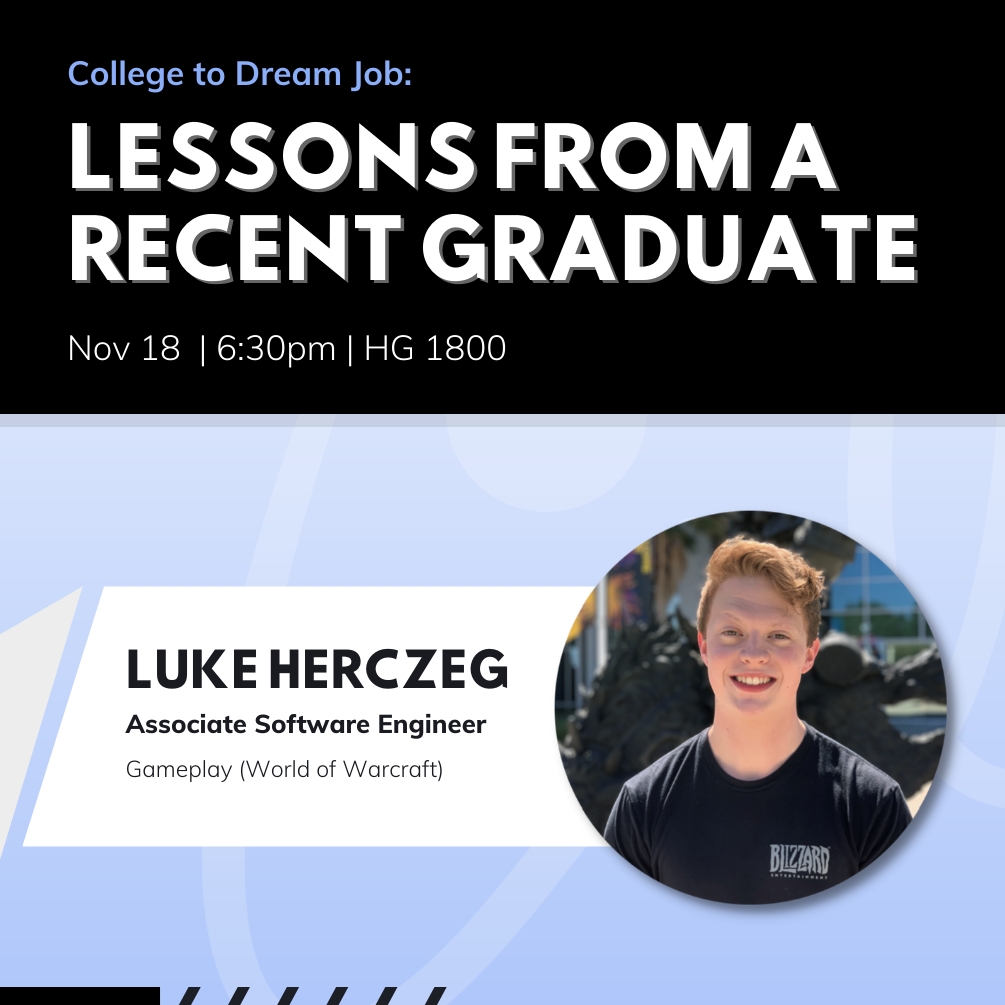 College to Dream Job:
LESSONS FROM A
RECENT GRADUATE
Nov 18 | 6:30pm | HG 1800
LUKE HERCZEG
Associate Software Engineer
Gameplay (World of Warcraft)
BLIZZARD
ENTERTAINMENT